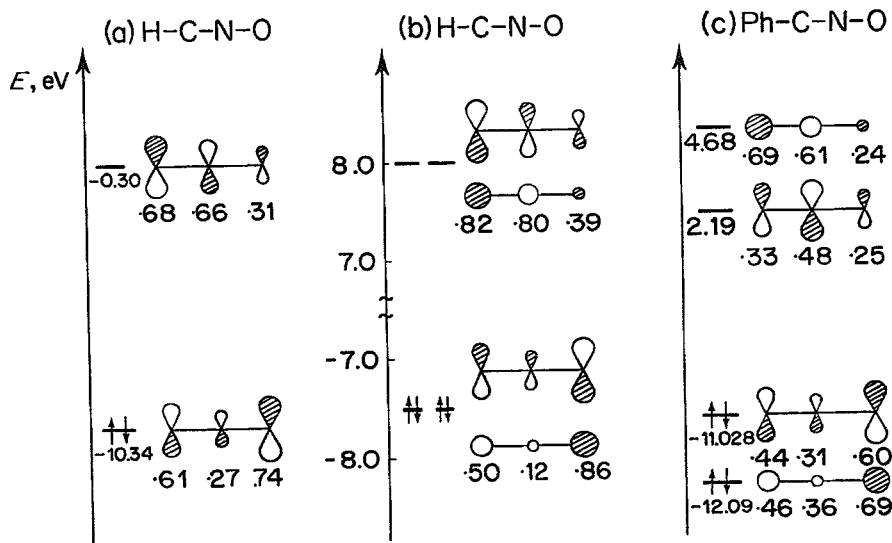 (a) H-C-N-O
(b) H-C-N-O
(c) Ph-C-N-O
E, eV
-0.30
·68 ·66 ·31
-10.34
·61 ·27 .74
8.0
7.0
-7.0
-8.0
·82 ·80 ·39
·50 ·12 ·86
4.68
·69 ·61 ·24
2.19
·33 ·48 ·25
-11.028
·44 ·31 ·60
-12.09
·46 ·36 ·69